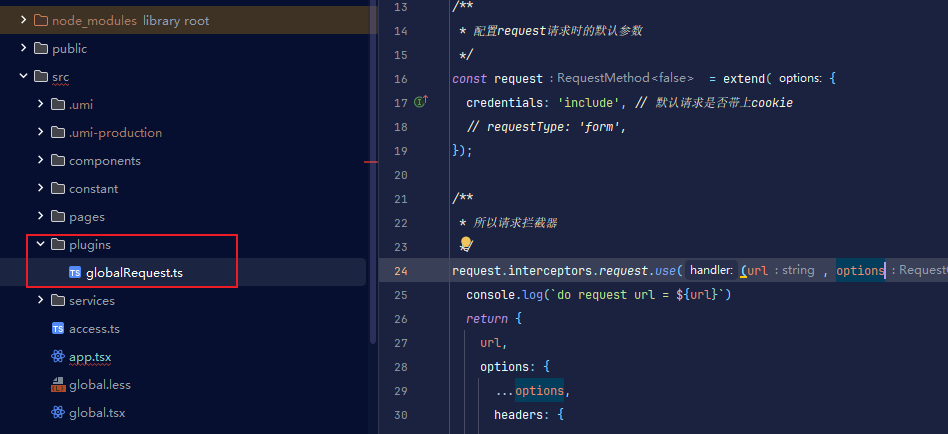 node_modules library root
public
src
.umi
.umi-production
components
constant
pages
plugins
TS globalRequest.ts
services
TS access.ts
app.tsx
global.less
global.tsx
13 /**
14 * 配置request请求时的默认参数
15 */
16 const request : RequestMethod<false> = extend( options: {
17 credentials: 'include', // 默认请求是否带上cookie
18 // requestType: 'form',
19 });
20
21 /**
22 * 所以请求拦截器
23 */
24 request.interceptors.request.use( handler: (url : string , options : RequestO
25 console.log(`do request url = ${url}`)
26 return {
27 url,
28 options: {
29 ...options,
30 headers: {